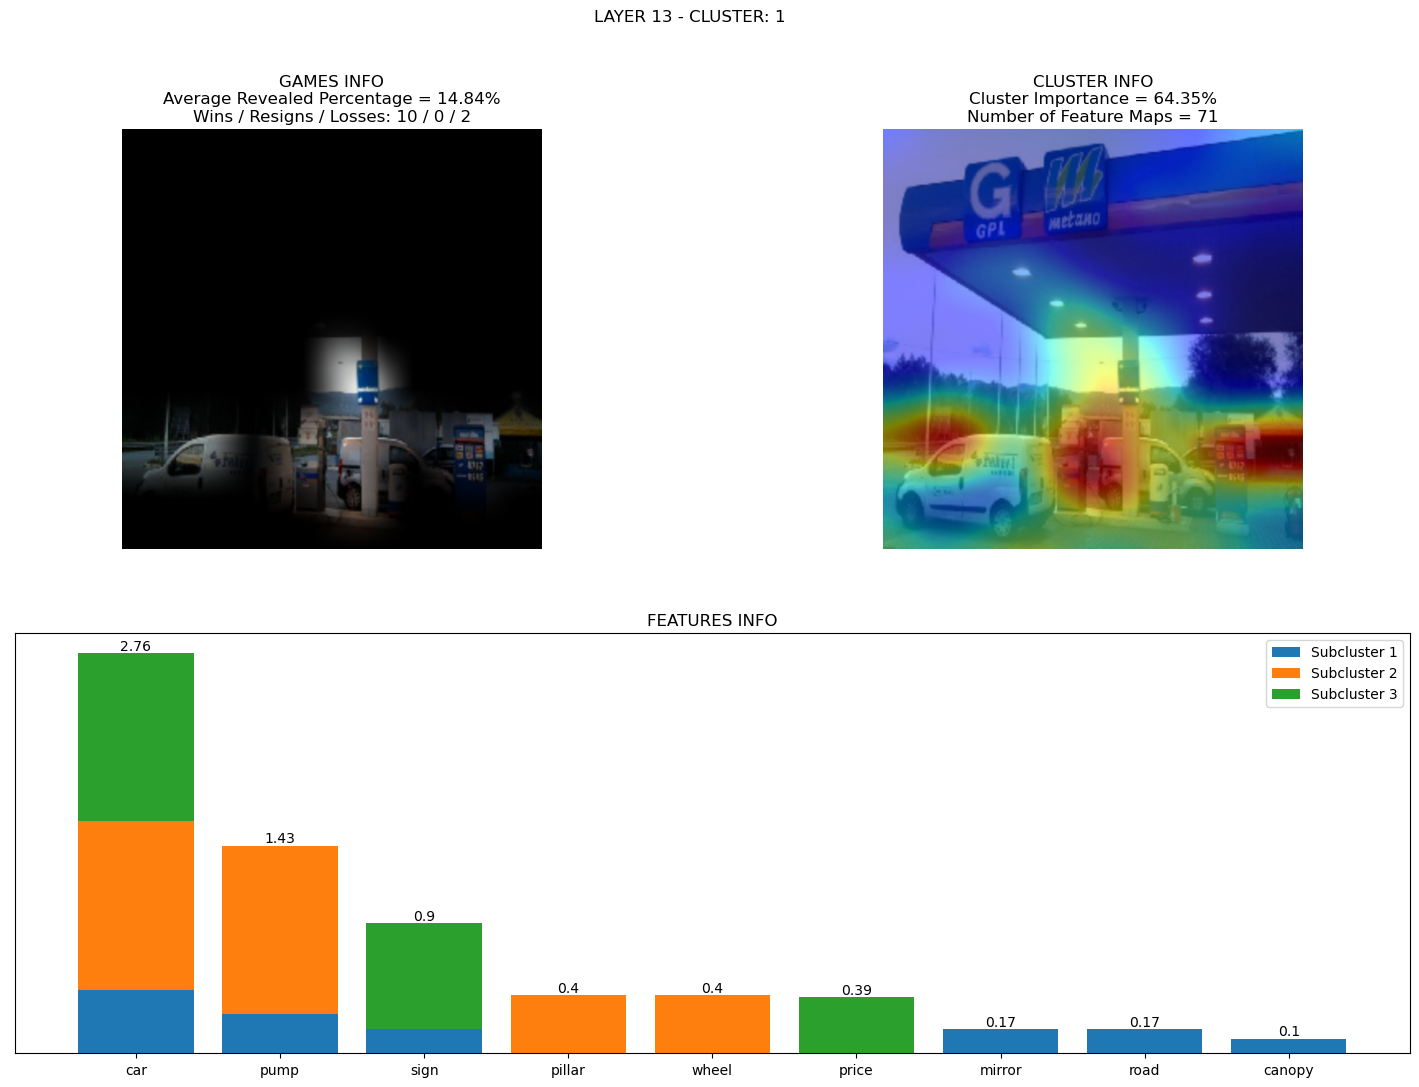 LAYER 13 - CLUSTER: 1
GAMES INFO
Average Revealed Percentage = 14.84%
Wins / Resigns / Losses: 10 / 0 / 2
CLUSTER INFO
Cluster Importance = 64.35%
Number of Feature Maps = 71
G
GPL
metano
FEATURES INFO
Subcluster 1
Subcluster 2
Subcluster 3
2.76
1.43
0.9
0.4
0.4
0.39
0.17
0.17
0.1
car
pump
sign
pillar
wheel
price
mirror
road
canopy